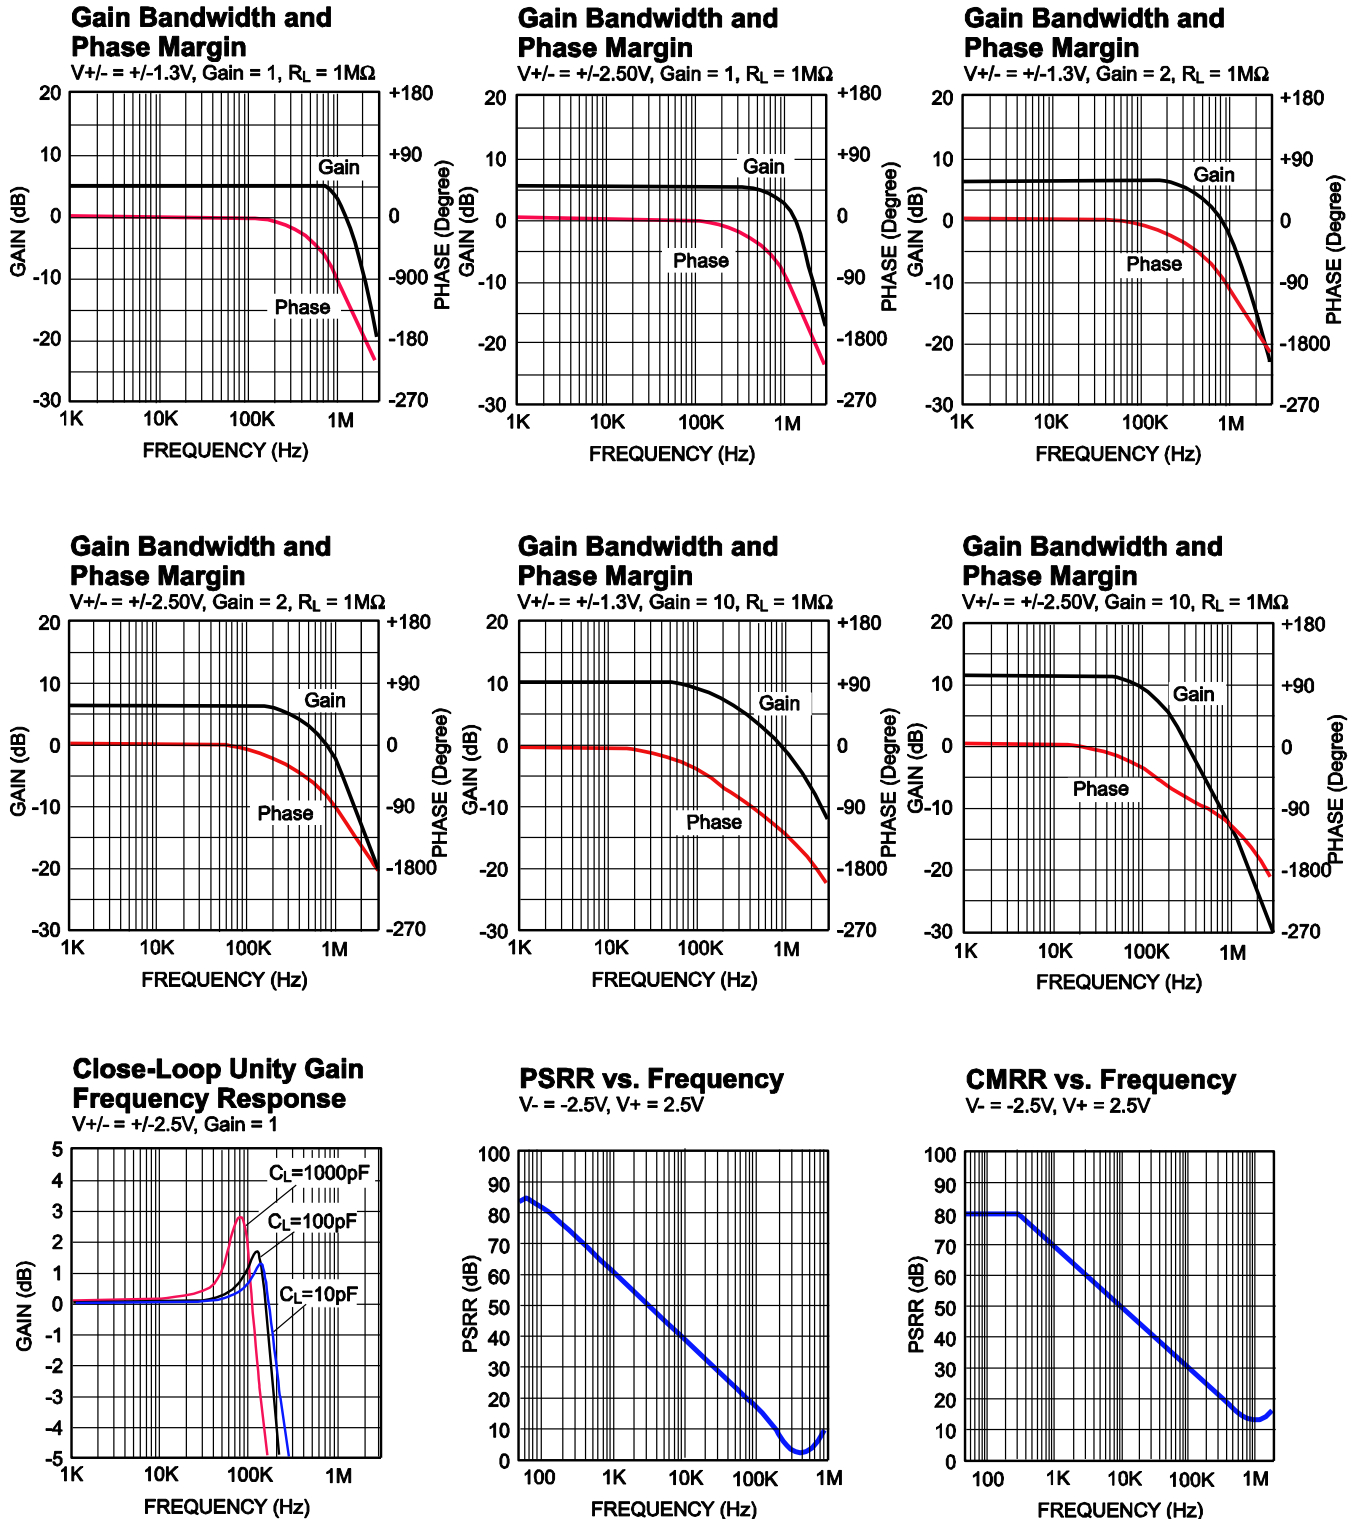 Gain Bandwidth and
Phase Margin
V+/- = +/-1.3V, Gain = 1, RL = 1MΩ
20
10
0
-10
-20
-30
GAIN (dB)
+180
+90
0
-900
-180
-270
PHASE (Degree)
Gain
Phase
1K 10K 100K 1M
FREQUENCY (Hz)
Gain Bandwidth and
Phase Margin
V+/- = +/-2.50V, Gain = 1, RL = 1MΩ
20
10
0
-10
-20
-30
GAIN (dB)
+180
+90
0
-90
-180
-270
PHASE (Degree)
Gain
Phase
1K 10K 100K 1M
FREQUENCY (Hz)
Gain Bandwidth and
Phase Margin
V+/- = +/-1.3V, Gain = 2, RL = 1MΩ
20
10
0
-10
-20
-30
GAIN (dB)
+180
+90
0
-90
-1800
-270
PHASE (Degree)
Gain
Phase
1K 10K 100K 1M
FREQUENCY (Hz)
Gain Bandwidth and
Phase Margin
V+/- = +/-2.50V, Gain = 2, RL = 1MΩ
20
10
0
-10
-20
-30
GAIN (dB)
+180
+90
0
-90
-1800
-270
PHASE (Degree)
Gain
Phase
1K 10K 100K 1M
FREQUENCY (Hz)
Gain Bandwidth and
Phase Margin
V+/- = +/-1.3V, Gain = 10, RL = 1MΩ
20
10
0
-10
-20
-30
GAIN (dB)
+180
+90
0
-90
-1800
-270
PHASE (Degree)
Gain
Phase
1K 10K 100K 1M
FREQUENCY (Hz)
Gain Bandwidth and
Phase Margin
V+/- = +/-2.50V, Gain = 10, RL = 1MΩ
20
10
0
-10
-20
-30
GAIN (dB)
+180
+90
0
-90
-1800
-270
PHASE (Degree)
Gain
Phase
1K 10K 100K 1M
FREQUENCY (Hz)
Close-Loop Unity Gain
Frequency Response
V+/- = +/-2.5V, Gain = 1
5
4
3
2
1
0
-1
-2
-3
-4
-5
GAIN (dB)
CL=1000pF
CL=100pF
CL=10pF
1K 10K 100K 1M
FREQUENCY (Hz)
PSRR vs. Frequency
V- = -2.5V, V+ = 2.5V
100
90
80
70
60
50
40
30
20
10
0
PSRR (dB)
100 1K 10K 100K 1M
FREQUENCY (Hz)
CMRR vs. Frequency
V- = -2.5V, V+ = 2.5V
100
90
80
70
60
50
40
30
20
10
0
PSRR (dB)
100 1K 10K 100K 1M
FREQUENCY (Hz)